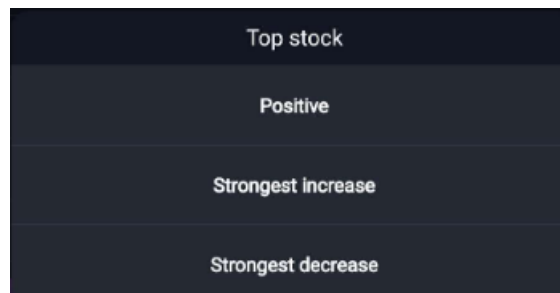 Top stock
Positive
Strongest increase
Strongest decrease